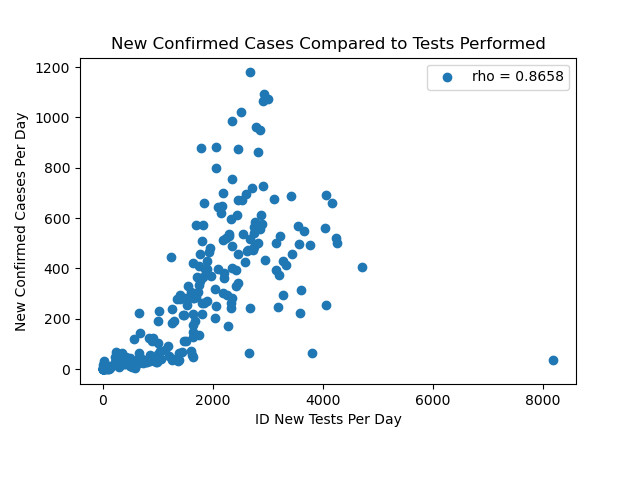 New Confirmed Cases Compared to Tests Performed
rho = 0.8658
New Confirmed Caeses Per Day
1200
1000
800
600
400
200
0
0 2000 4000 6000 8000
ID New Tests Per Day